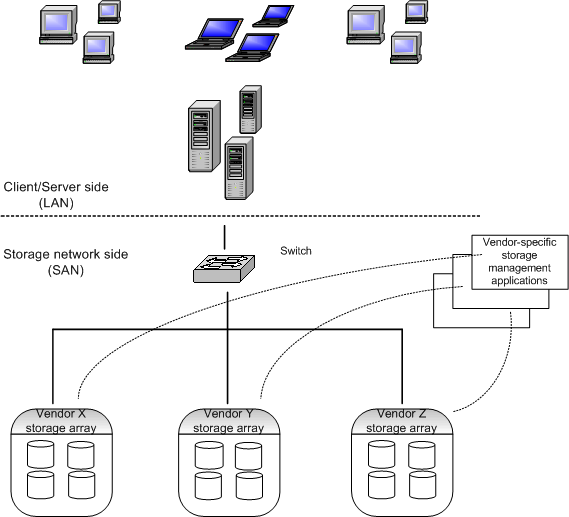 Client/Server side
(LAN)
Storage network side
(SAN)
Switch
Vendor-specific
storage
management
applications
Vendor X
storage array
Vendor Y
storage array
Vendor Z
storage array